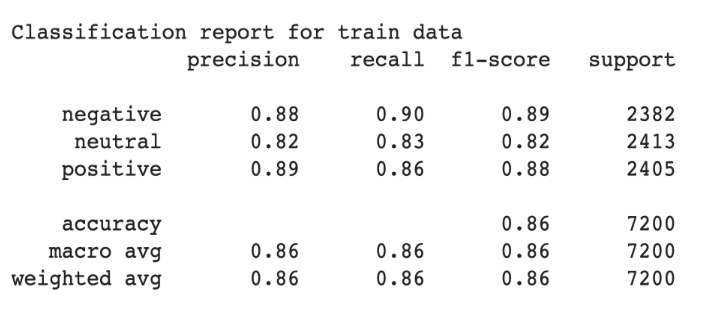 Classification report for train data
precision recall f1-score support
negative 0.88 0.90 0.89 2382
neutral 0.82 0.83 0.82 2413
positive 0.89 0.86 0.88 2405
accuracy 0.86 7200
macro avg 0.86 0.86 0.86 7200
weighted avg 0.86 0.86 0.86 7200